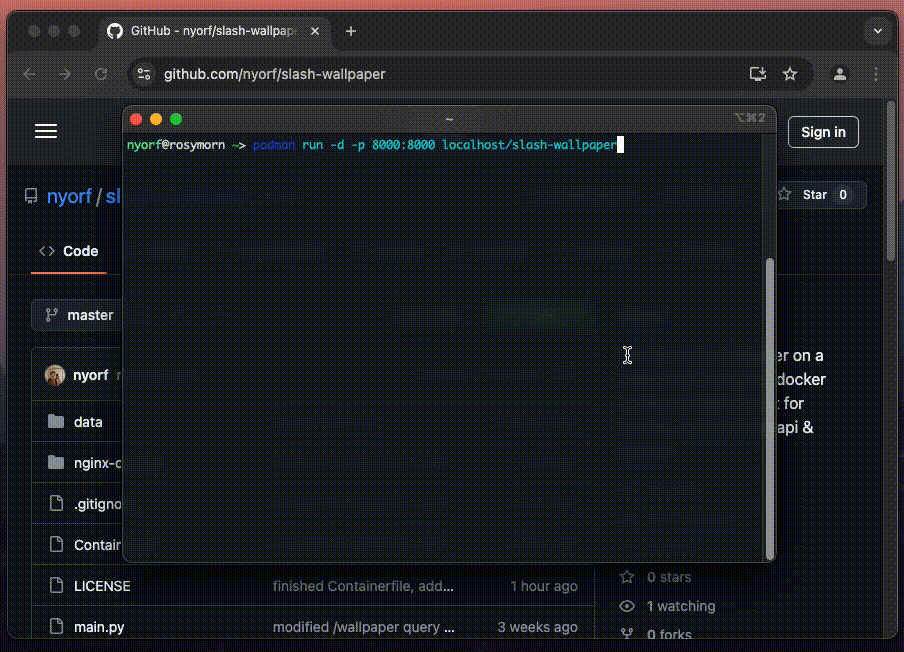 GitHub - nyorf/slash-wallpap
github.com/nyorf/slash-wallpaper
~ ⌥⌘2
nyorf@rosymorn ~> podman run -d -p 8000:8000 localhost/slash-wallpaper
Sign in
nyorf / sl
Star 0
Code
master
er on a
docker
t for
api &
nyorf
data
nginx-c
.gitigno
Contair
LICENSE finished Containerfile, add... 1 hour ago
main.py modified /wallpaper query ... 3 weeks ago
0 stars
1 watching
0 forks